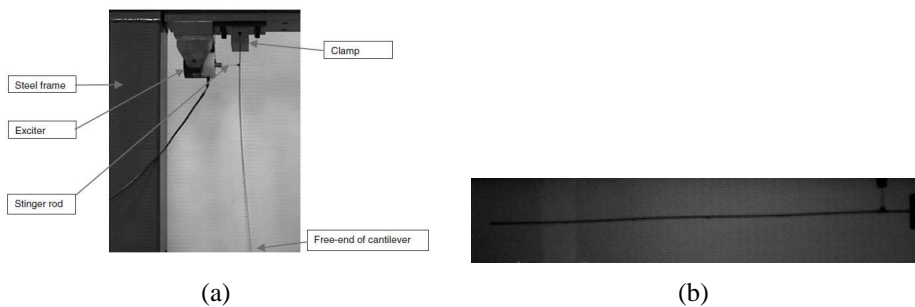 Clamp
Steel frame
Exciter
Stinger rod
Free-end of cantilever
(a)
(b)